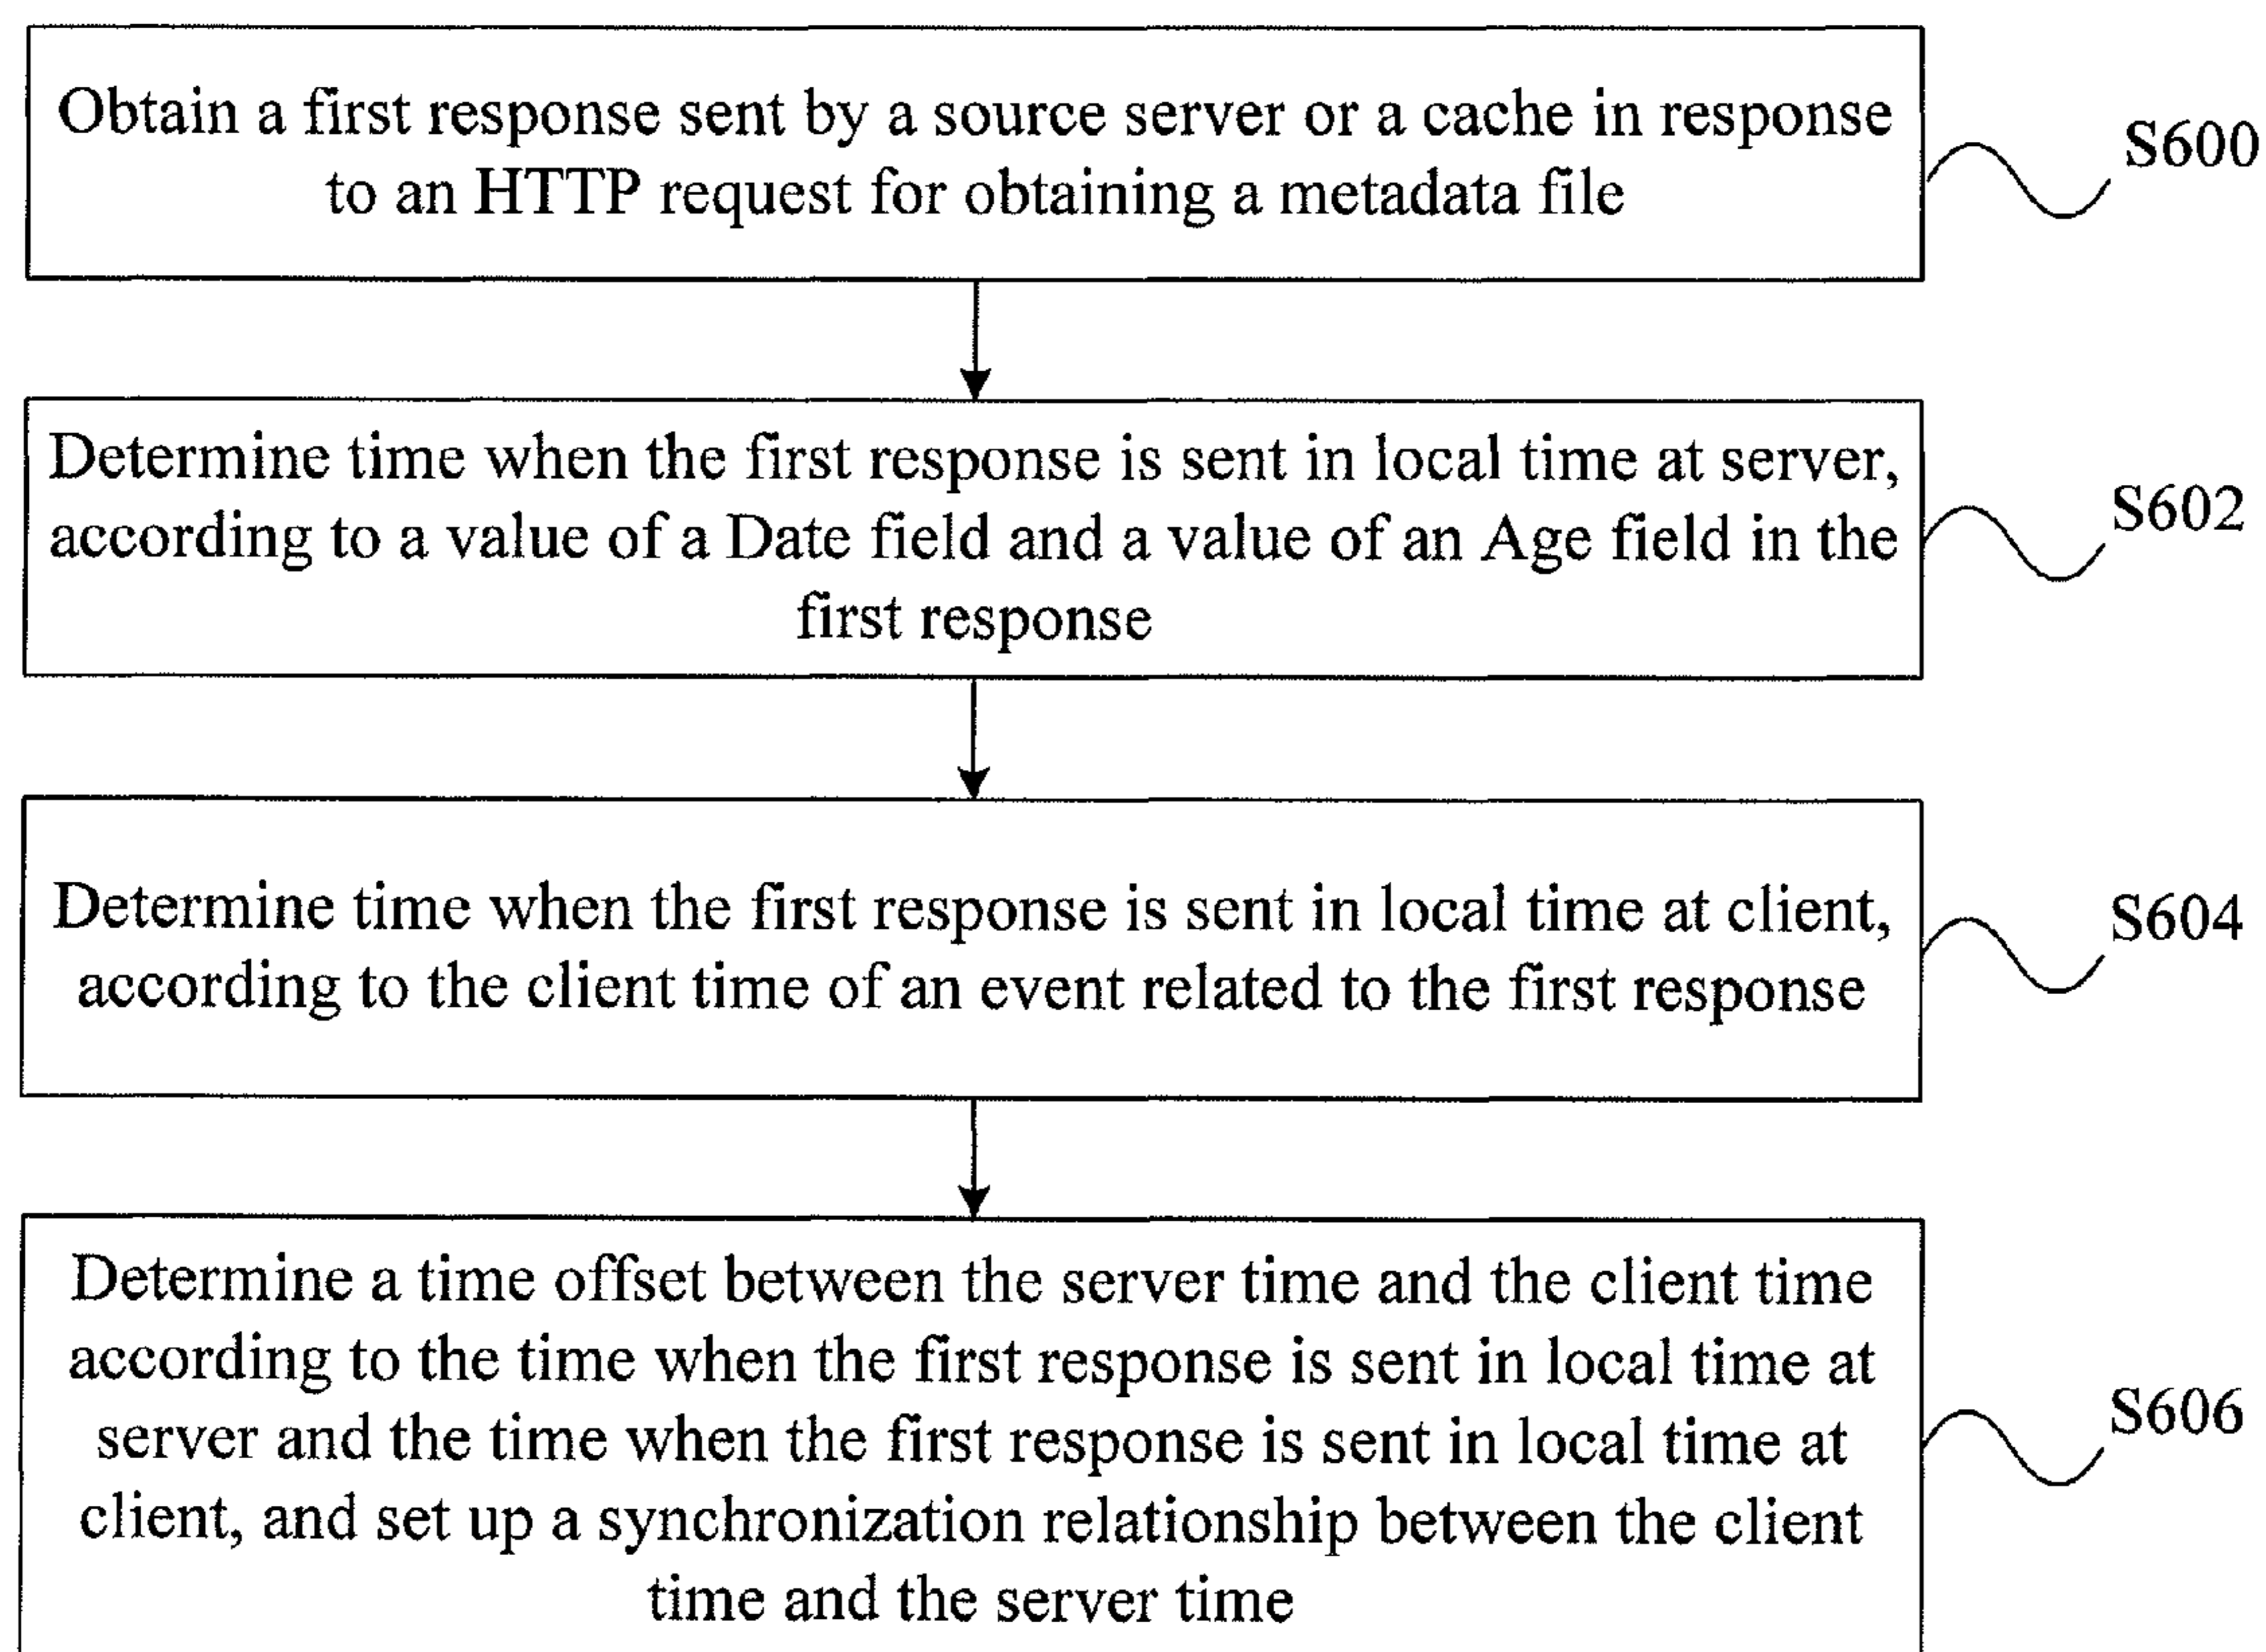 Obtain a first response sent by a source server or a cache in response
to an HTTP request for obtaining a metadata file
S600
Determine time when the first response is sent in local time at server,
according to a value of a Date field and a value of an Age field in the
first response
S602
Determine time when the first response is sent in local time at client,
according to the client time of an event related to the first response
S604
Determine a time offset between the server time and the client time
according to the time when the first response is sent in local time at
server and the time when the first response is sent in local time at
client, and set up a synchronization relationship between the client
time and the server time
S606